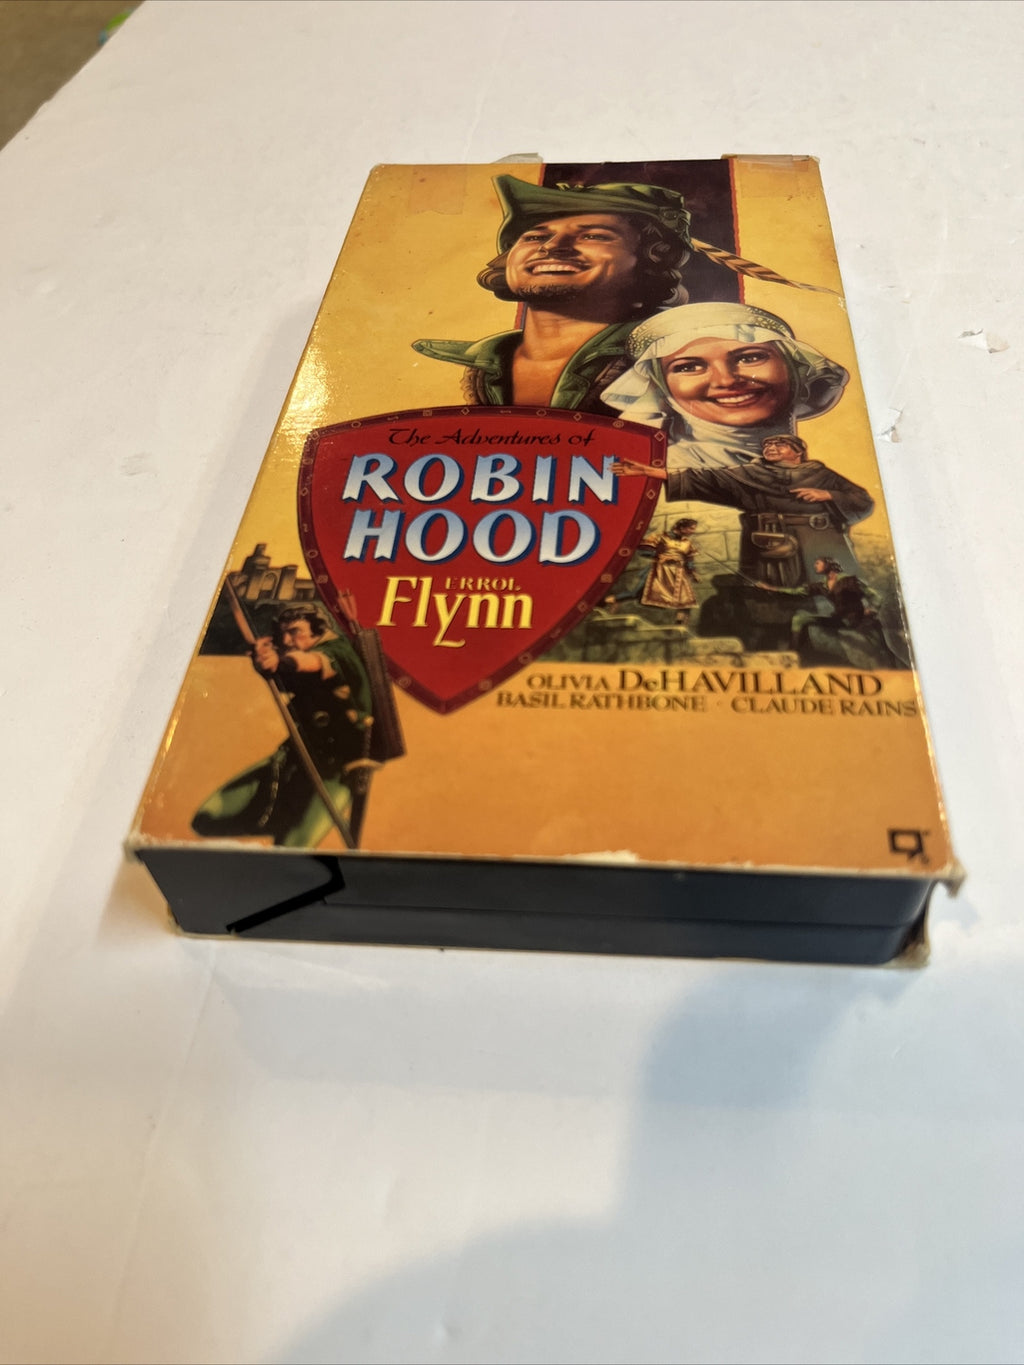 The Adventures of
ROBIN
HOOD
ERROL
Flynn
OLIVIA DeHAVILLAND
BASIL RATHBONE · CLAUDE RAINS